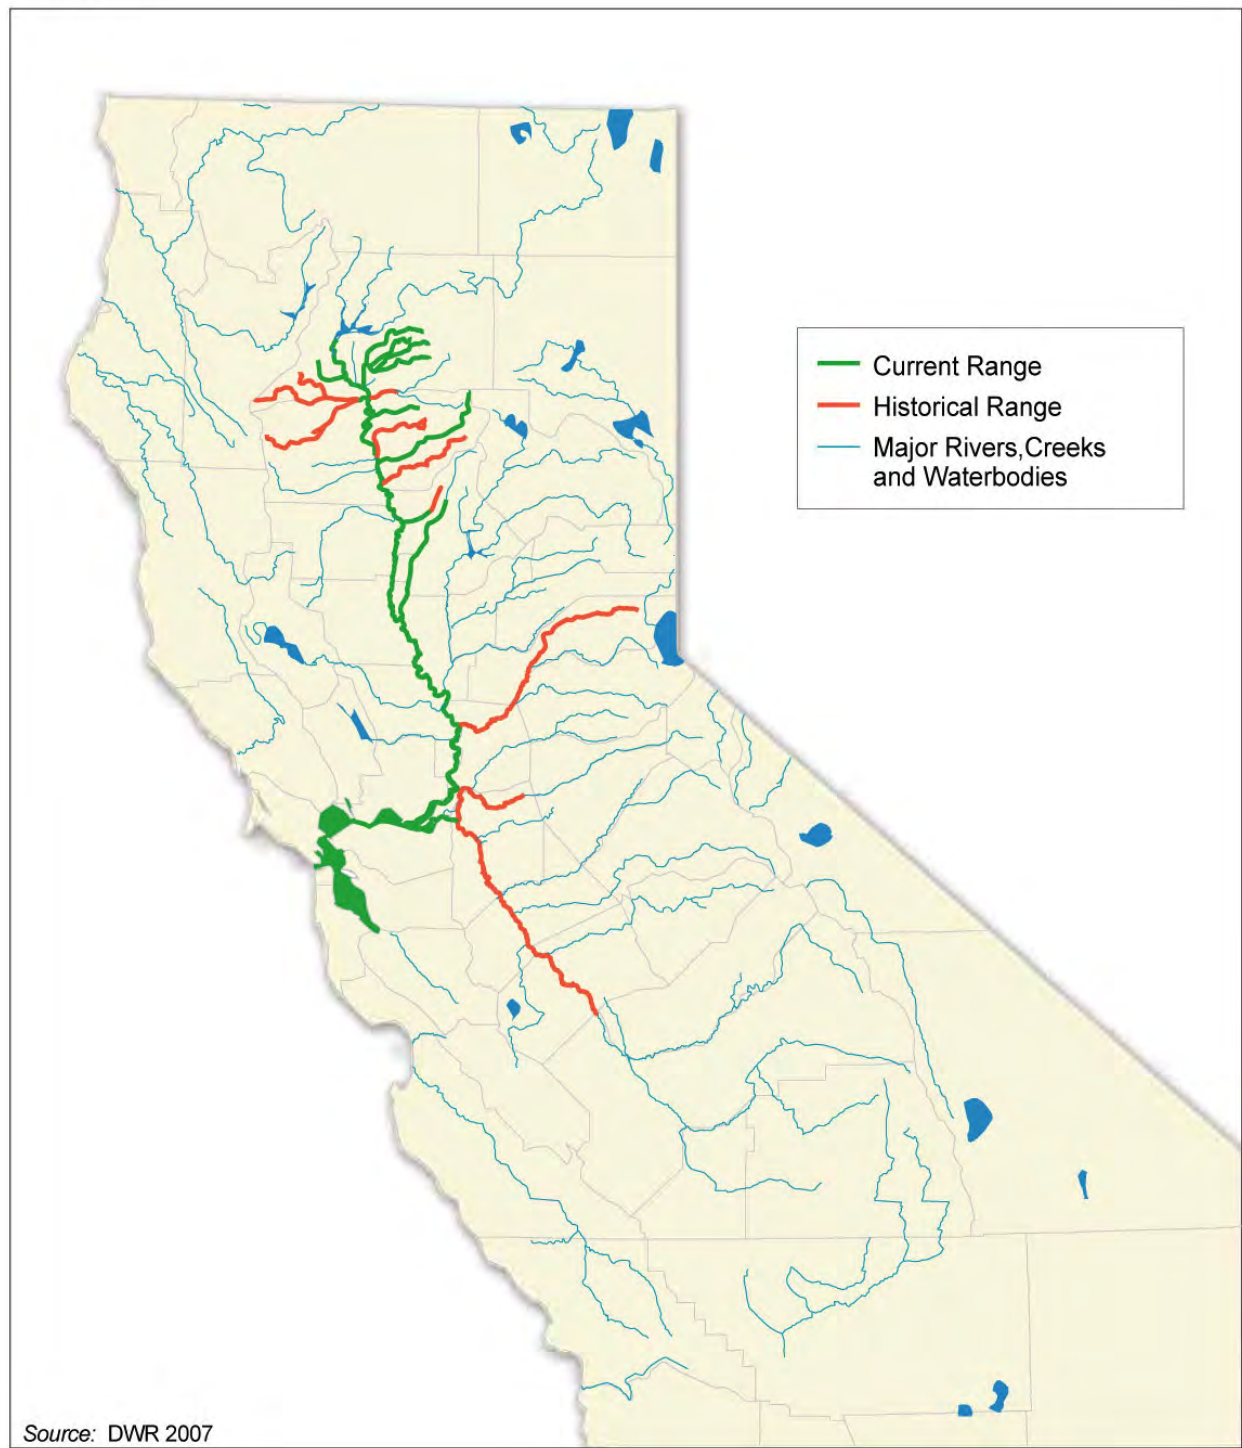 Current Range
Historical Range
Major Rivers,Creeks
and Waterbodies
Source: DWR 2007